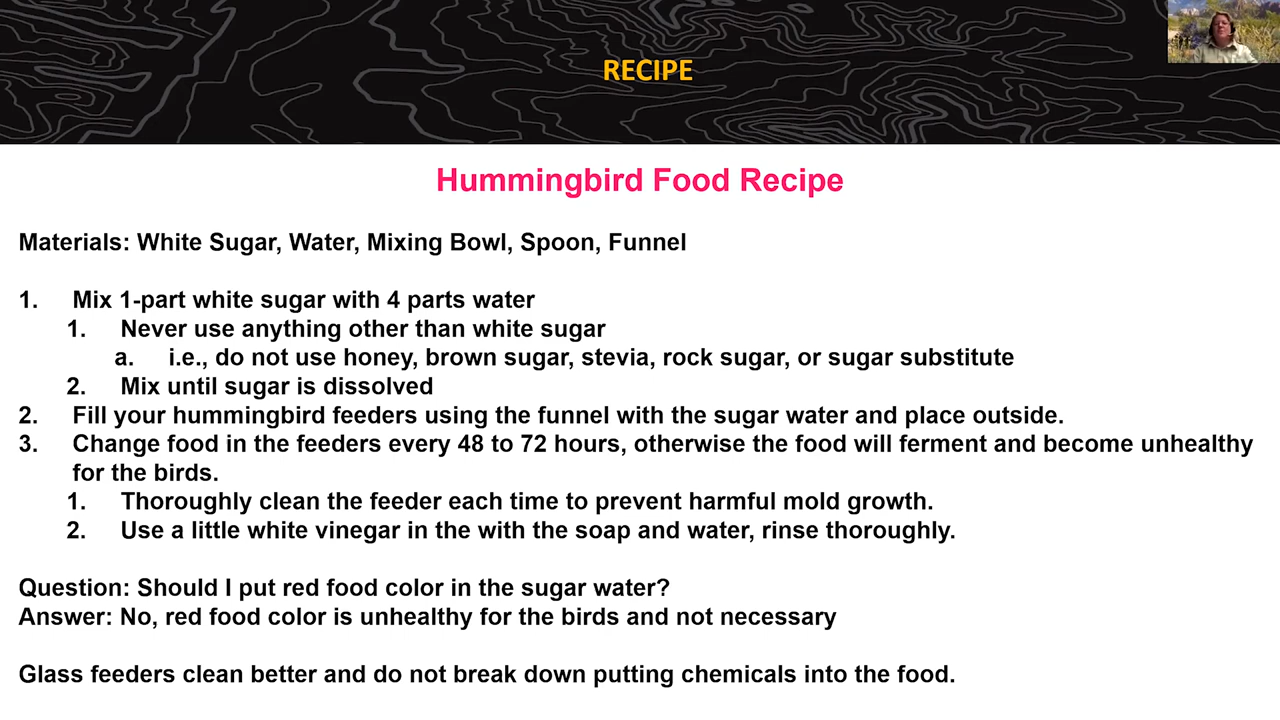 RECIPE
Hummingbird Food Recipe
Materials: White Sugar, Water, Mixing Bowl, Spoon, Funnel
1. Mix 1-part white sugar with 4 parts water
1. Never use anything other than white sugar
a. i.e., do not use honey, brown sugar, stevia, rock sugar, or sugar substitute
2. Mix until sugar is dissolved
2. Fill your hummingbird feeders using the funnel with the sugar water and place outside.
3. Change food in the feeders every 48 to 72 hours, otherwise the food will ferment and become unhealthy
for the birds.
1. Thoroughly clean the feeder each time to prevent harmful mold growth.
2. Use a little white vinegar in the with the soap and water, rinse thoroughly.
Question: Should I put red food color in the sugar water?
Answer: No, red food color is unhealthy for the birds and not necessary
Glass feeders clean better and do not break down putting chemicals into the food.